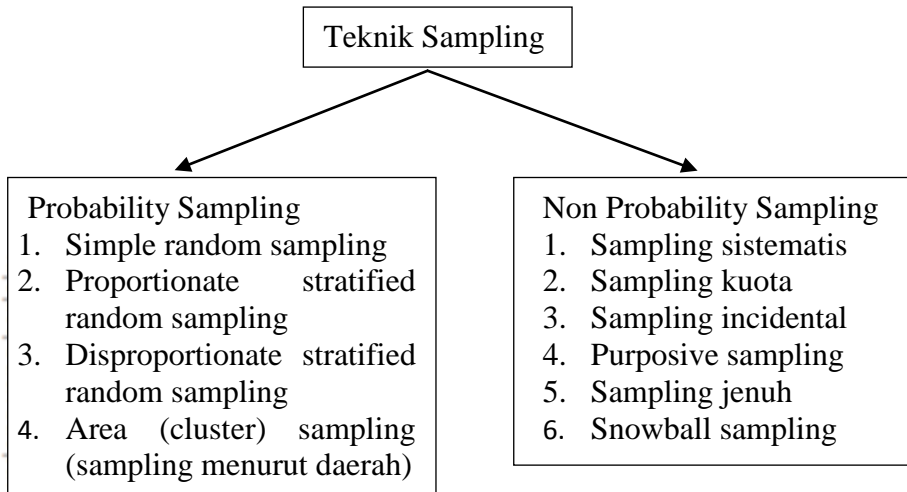 Teknik Sampling
Probability Sampling
1. Simple random sampling
2. Proportionate stratified
random sampling
3. Disproportionate stratified
random sampling
4. Area (cluster) sampling
(sampling menurut daerah)
Non Probability Sampling
1. Sampling sistematis
2. Sampling kuota
3. Sampling incidental
4. Purposive sampling
5. Sampling jenuh
6. Snowball sampling